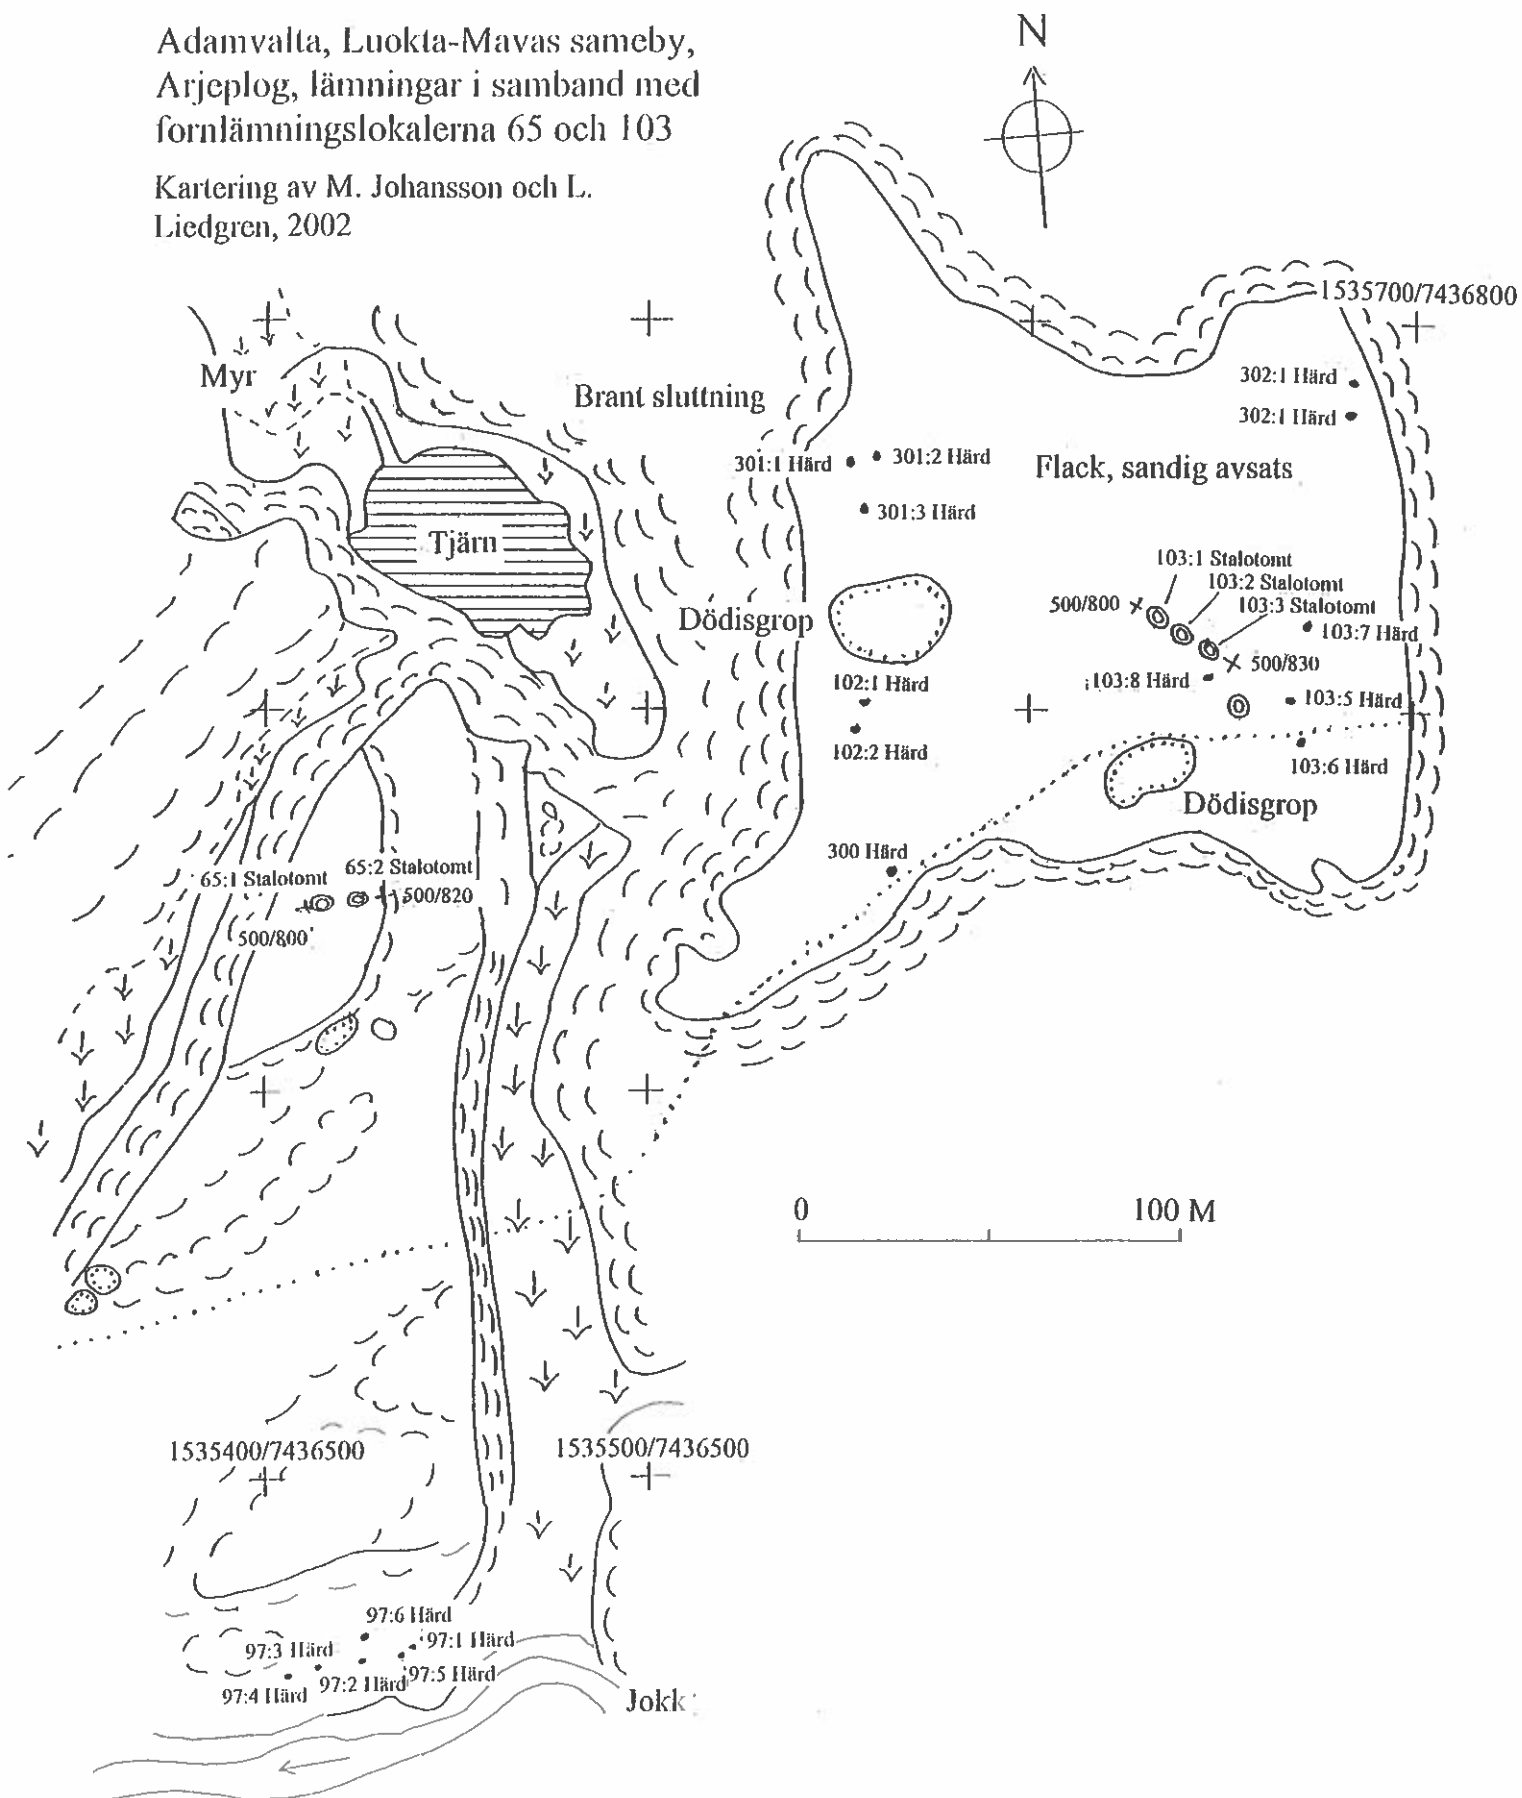 Adamvalta, Luokta-Mavas sameby,
Arjeplog, lämningar i samband med
fornlämningslokalerna 65 och 103
Kartering av M. Johansson och L.
Liedgren, 2002
N
1535700/7436800
Myr
Brant sluttning
302:1 Härd
302:1 Härd
301:1 Härd
301:2 Härd
Flack, sandig avsats
301:3 Härd
Tjärn
103:1 Stalotomt
103:2 Stalotomt
500/800
103:3 Stalotomt
Dödisgrop
103:7 Härd
500/830
102:1 Härd
103:8 Härd
103:5 Härd
102:2 Härd
103:6 Härd
Dödisgrop
300 Härd
65:2 Stalotomt
65:1 Stalotomt
500/820
500/800
0
100 M
1535400/7436500
1535500/7436500
97:6 Härd
97:1 Härd
97:3 Härd
97:5 Härd
97:2 Härd
97:4 Härd
Jokk